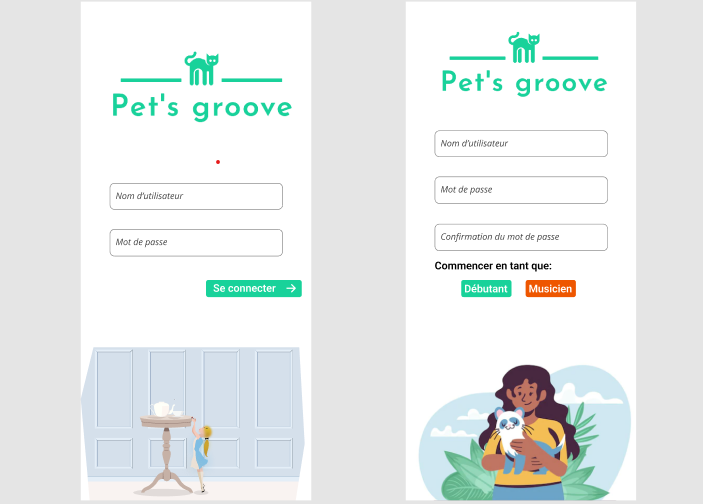 Pet's groove
Nom d'utilisateur
Mot de passe
Se connecter
Pet's groove
Nom d'utilisateur
Mot de passe
Confirmation du mot de passe
Commencer en tant que:
Débutant
Musicien